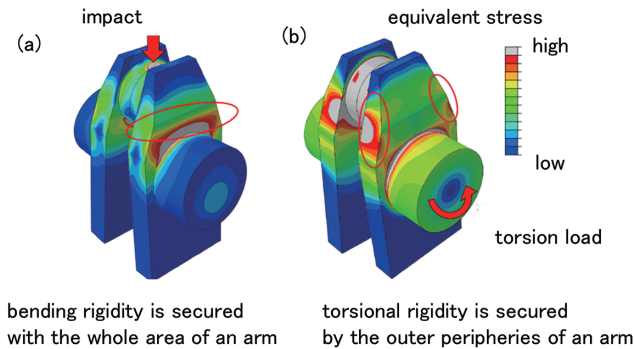 impact
equivalent stress
(a)
(b)
high
low
torsion load
bending rigidity is secured
with the whole area of an arm
torsional rigidity is secured
by the outer peripheries of an arm